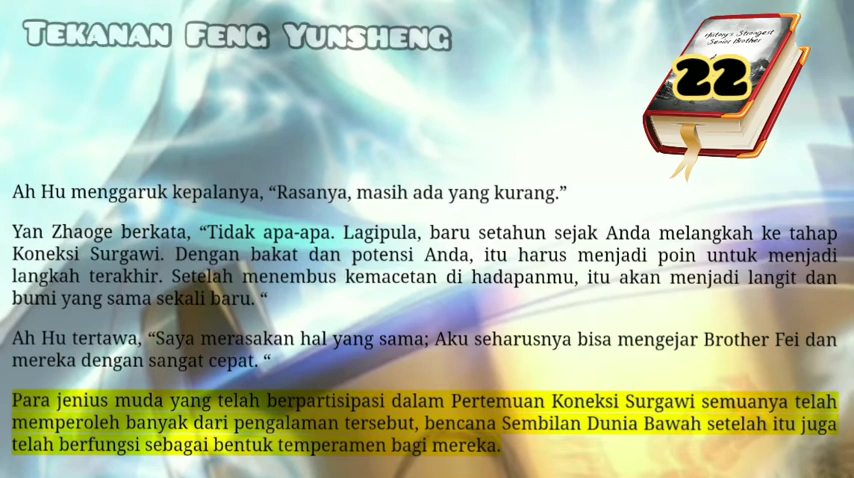 TEKANAN FENG YUNSHENG
History's Strongest
Senior Brother
22
Ah Hu menggaruk kepalanya, “Rasanya, masih ada yang kurang.”
Yan Zhaoge berkata, “Tidak apa-apa. Lagipula, baru setahun sejak Anda melangkah ke tahap
Koneksi Surgawi. Dengan bakat dan potensi Anda, itu harus menjadi poin untuk menjadi
langkah terakhir. Setelah menembus kemacetan di hadapanmu, itu akan menjadi langit dan
bumi yang sama sekali baru. “
Ah Hu tertawa, “Saya merasakan hal yang sama; Aku seharusnya bisa mengejar Brother Fei dan
mereka dengan sangat cepat. “
Para jenius muda yang telah berpartisipasi dalam Pertemuan Koneksi Surgawi semuanya telah
memperoleh banyak dari pengalaman tersebut, bencana Sembilan Dunia Bawah setelah itu juga
telah berfungsi sebagai bentuk temperamen bagi mereka.